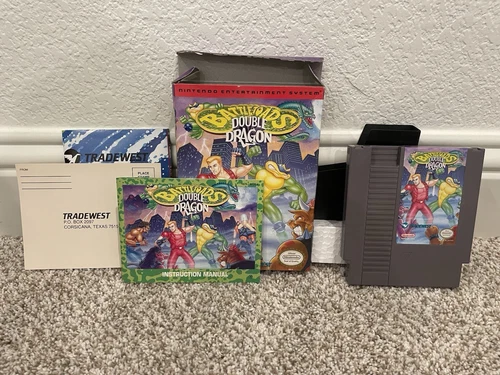 NINTENDO ENTERTAINMENT SYSTEM
BATTLETOADS
DOUBLE
DRAGON
TRADEWEST
PLACE
TRADEWEST
P.O. BOX 2097
CORSICANA, TEXAS 7511
BATTLETOADS
DOUBLE
DRAGON
INSTRUCTION MANUAL
BATTLETOADS
DOUBLE
DRAGON